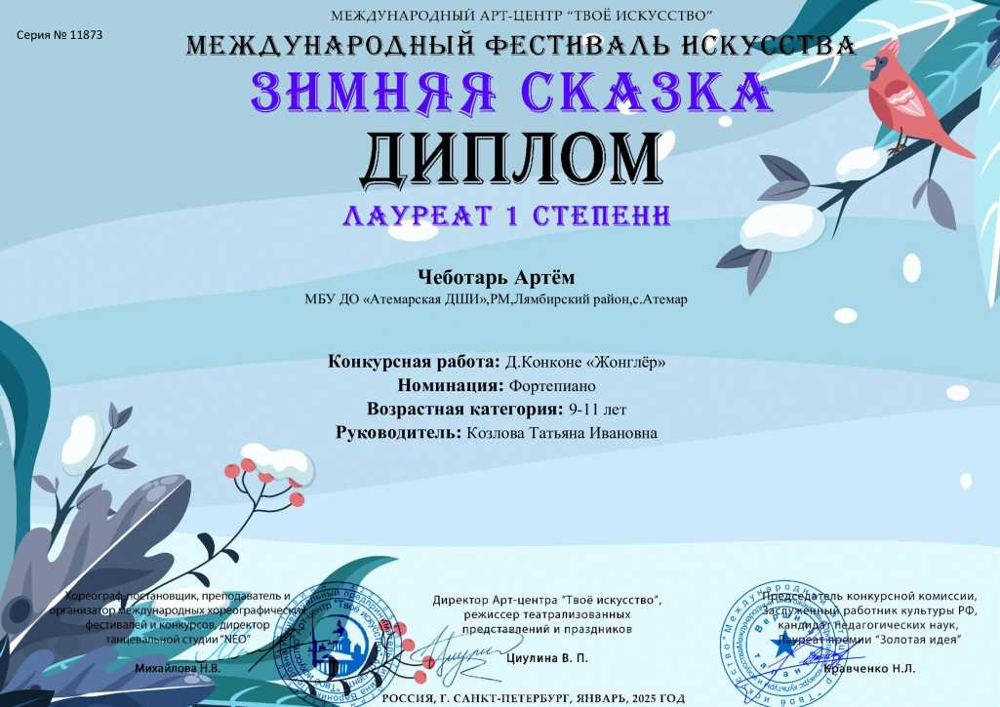 МЕЖДУНАРОДНЫЙ АРТ-ЦЕНТР “ТВОЁ ИСКУССТВО”
Серия № 11873
МЕЖДУНАРОДНЫЙ ФЕСТИВАЛЬ ИСКУССТВА
ЗИМНЯЯ СКАЗКА
ДИПЛОМ
ЛАУРЕАТ 1 СТЕПЕНИ
Чеботарь Артём
МБУ ДО «Атемарская ДШИ»,РМ,Лямбирский район,с.Атемар
Конкурсная работа: Д.Конконе «Жонглёр»
Номинация: Фортепиано
Возрастная категория: 9-11 лет
Руководитель: Козлова Татьяна Ивановна
Хореограф-постановщик, преподаватель и
организатор международных хореографических
фестивалей и конкурсов, директор
танцевальной студии “NEO”
Михайлова Н.В.
Директор Арт-центра “Твоё искусство”,
режиссер театрализованных
представлений и праздников
Циулина В. П.
Председатель конкурсной комиссии,
Заслуженный работник культуры РФ,
кандидат педагогических наук,
Лауреат премии “Золотая идея”
Кравченко Н.Л.
РОССИЯ, Г. САНКТ-ПЕТЕРБУРГ, ЯНВАРЬ, 2025 ГОД